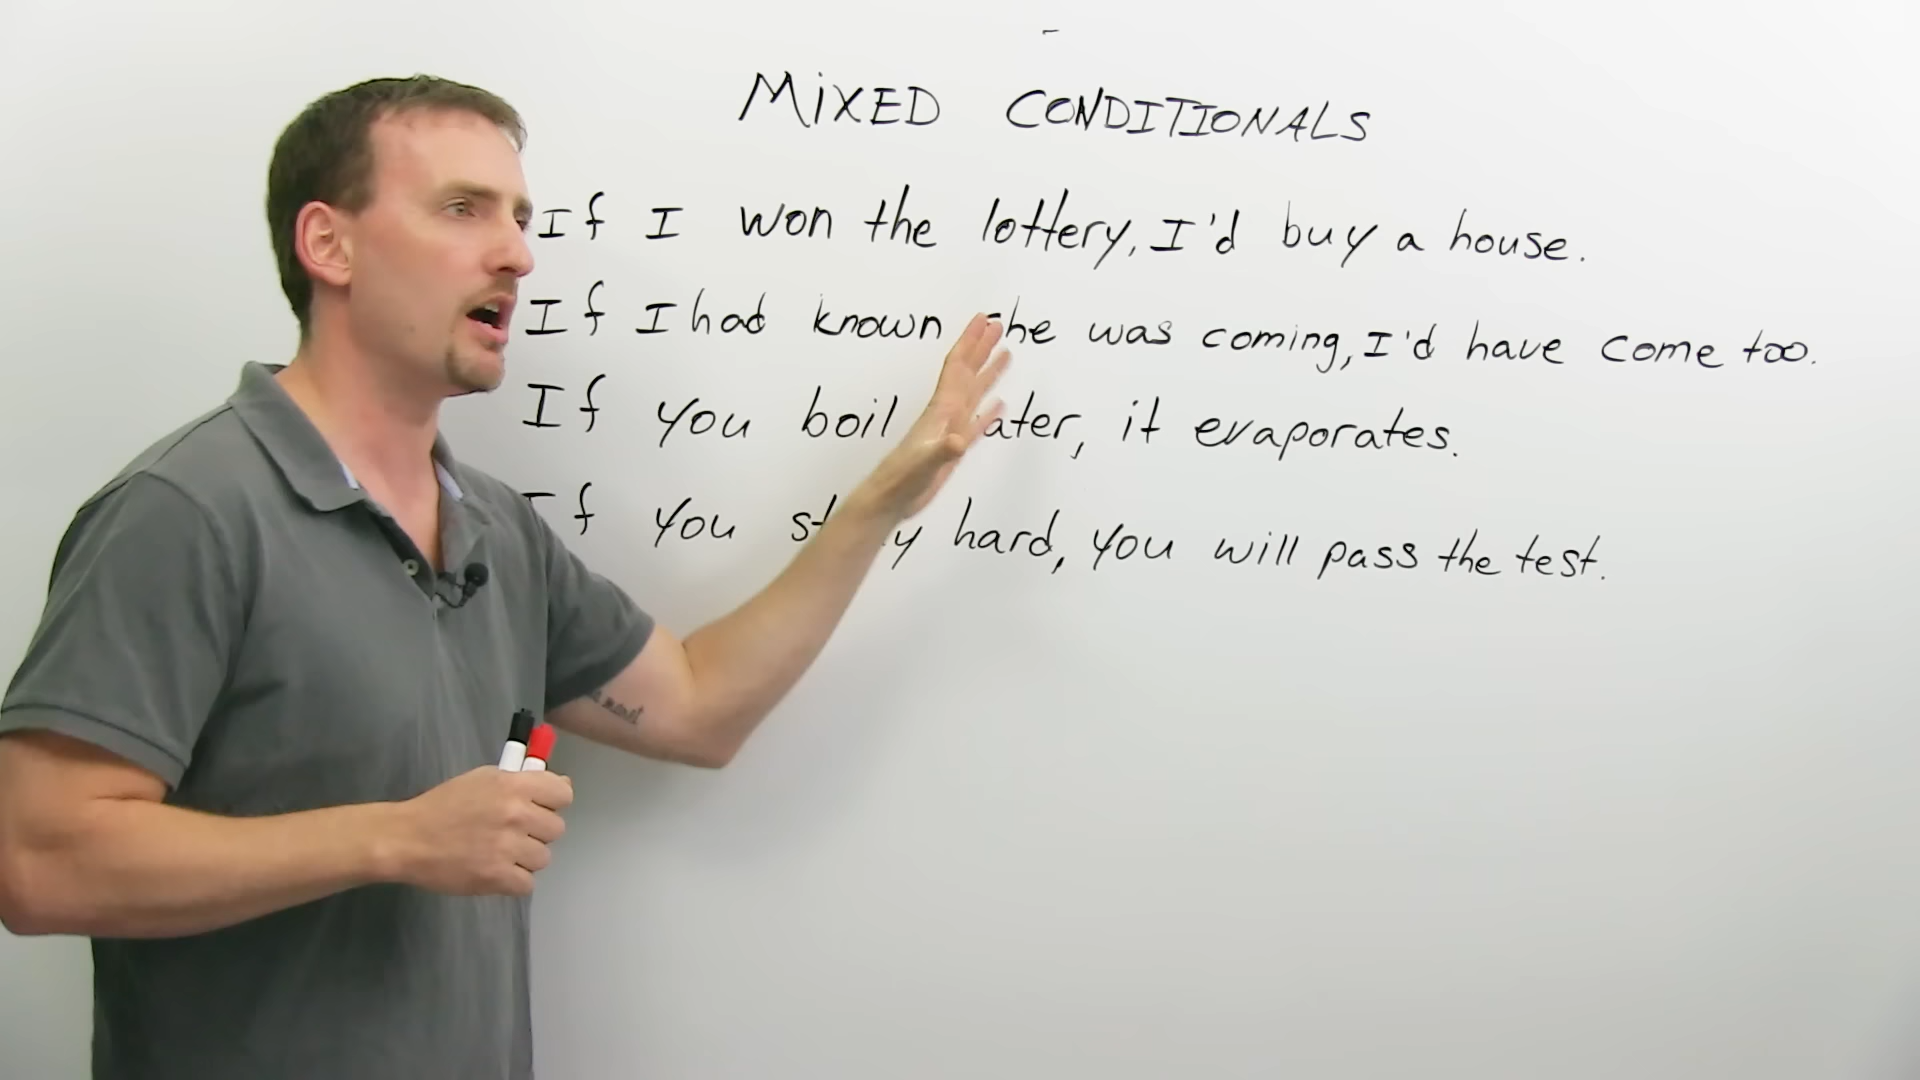 MIXED CONDITIONALS
If I won the lottery, I'd buy a house.
If I had known she was coming, I'd have come too.
If you boil water, it evaporates.
If you study hard, you will pass the test.